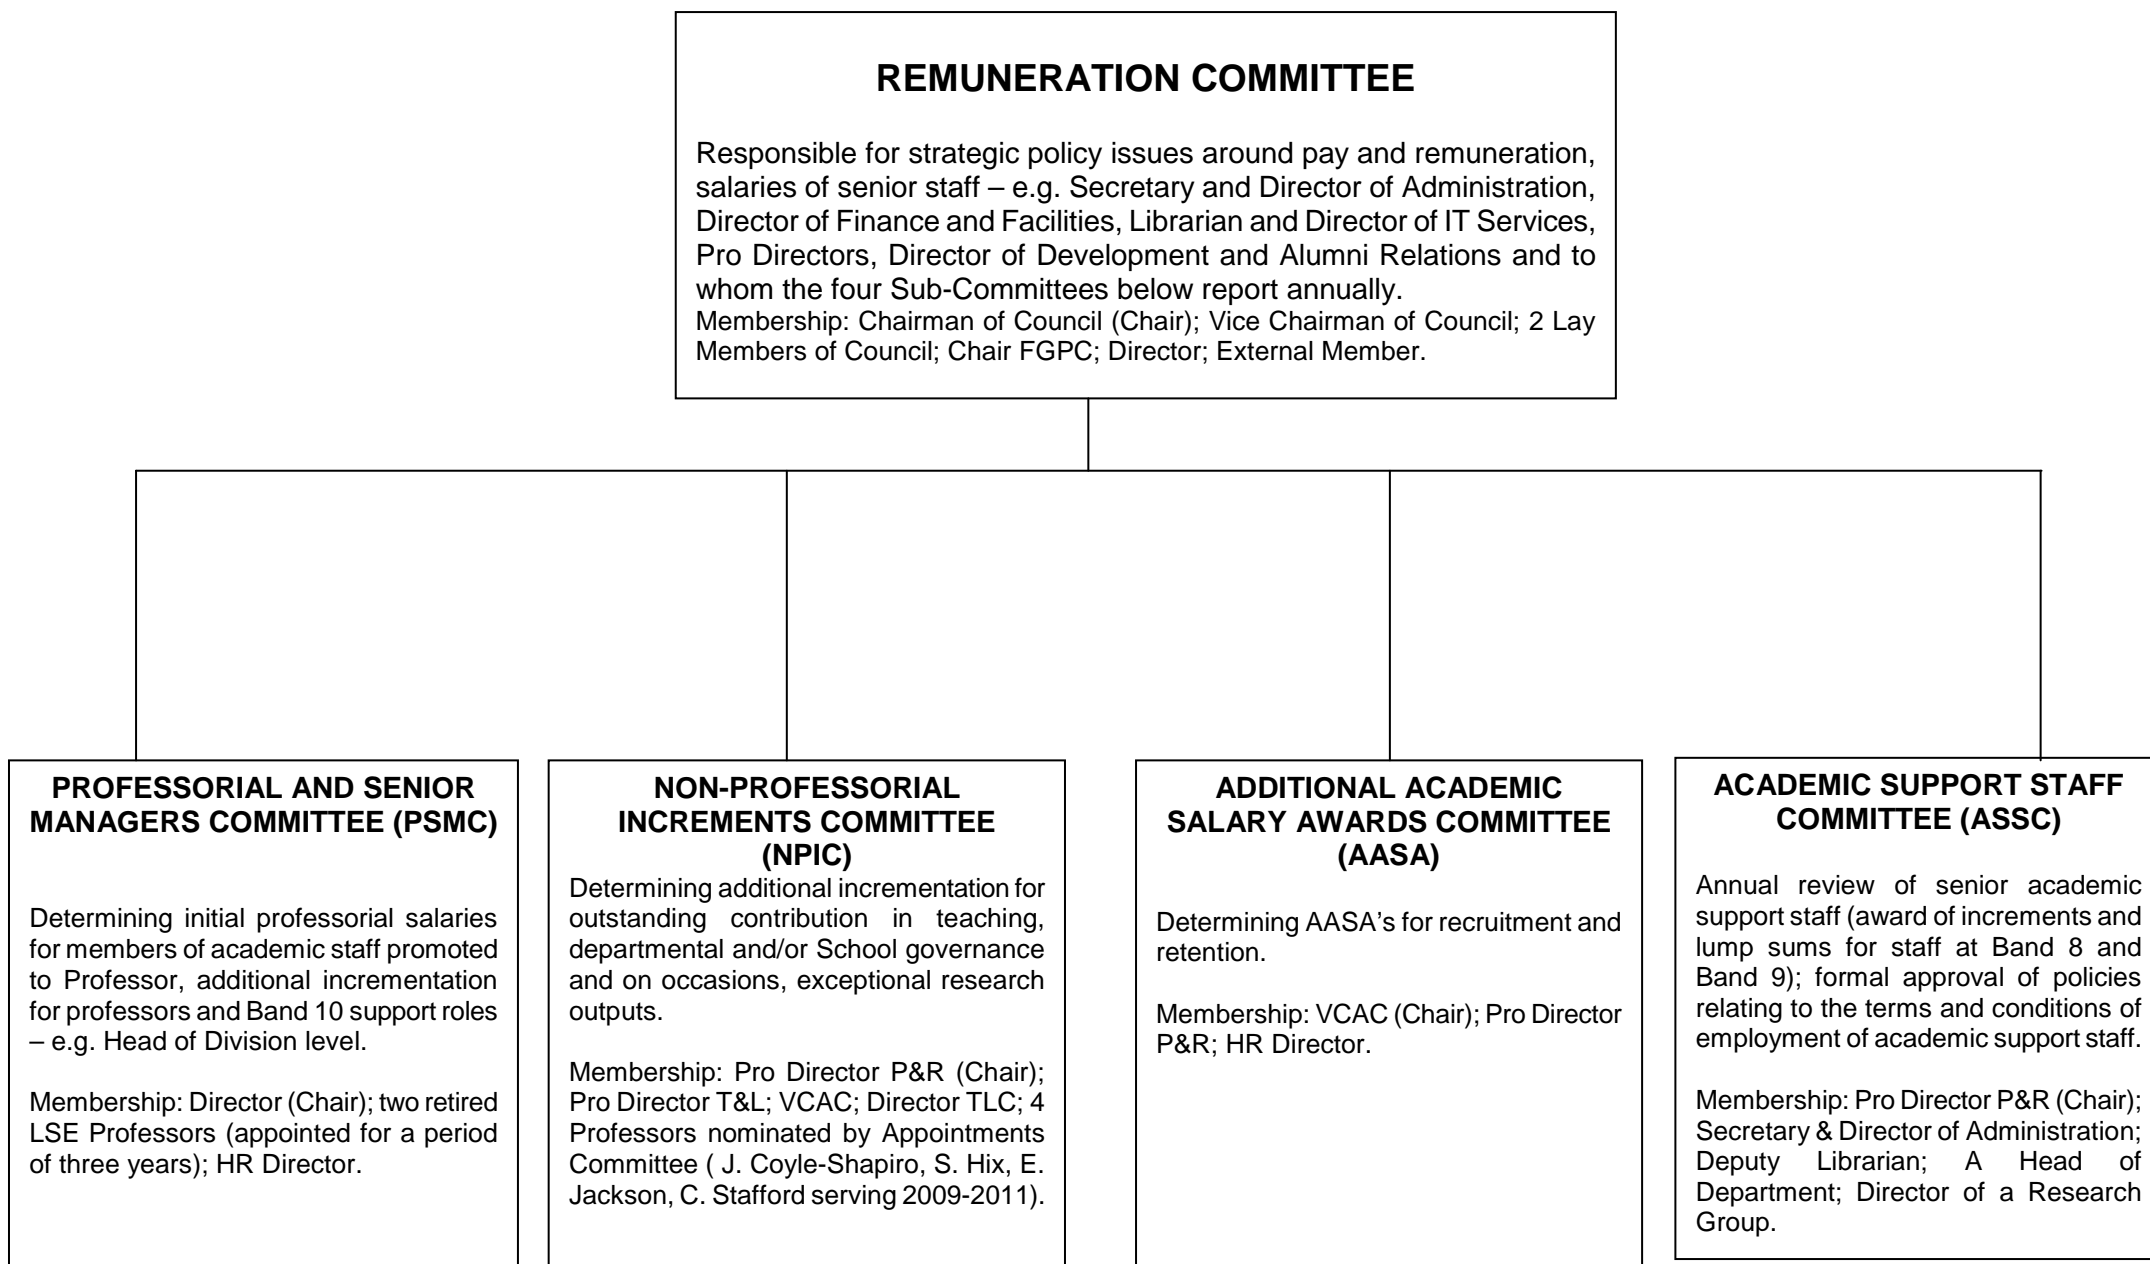 REMUNERATION COMMITTEE
Responsible for strategic policy issues around pay and remuneration,
salaries of senior staff – e.g. Secretary and Director of Administration,
Director of Finance and Facilities, Librarian and Director of IT Services,
Pro Directors, Director of Development and Alumni Relations and to
whom the four Sub-Committees below report annually.
Membership: Chairman of Council (Chair); Vice Chairman of Council; 2 Lay
Members of Council; Chair FGPC; Director; External Member.
PROFESSORIAL AND SENIOR
MANAGERS COMMITTEE (PSMC)
Determining initial professorial salaries
for members of academic staff promoted
to Professor, additional incrementation
for professors and Band 10 support roles
– e.g. Head of Division level.
Membership: Director (Chair); two retired
LSE Professors (appointed for a period
of three years); HR Director.
NON-PROFESSORIAL
INCREMENTS COMMITTEE
(NPIC)
Determining additional incrementation for
outstanding contribution in teaching,
departmental and/or School governance
and on occasions, exceptional research
outputs.
Membership: Pro Director P&R (Chair);
Pro Director T&L; VCAC; Director TLC; 4
Professors nominated by Appointments
Committee ( J. Coyle-Shapiro, S. Hix, E.
Jackson, C. Stafford serving 2009-2011).
ADDITIONAL ACADEMIC
SALARY AWARDS COMMITTEE
(AASA)
Determining AASA’s for recruitment and
retention.
Membership: VCAC (Chair); Pro Director
P&R; HR Director.
ACADEMIC SUPPORT STAFF
COMMITTEE (ASSC)
Annual review of senior academic
support staff (award of increments and
lump sums for staff at Band 8 and
Band 9); formal approval of policies
relating to the terms and conditions of
employment of academic support staff.
Membership: Pro Director P&R (Chair);
Secretary & Director of Administration;
Deputy Librarian; A Head of
Department; Director of a Research
Group.